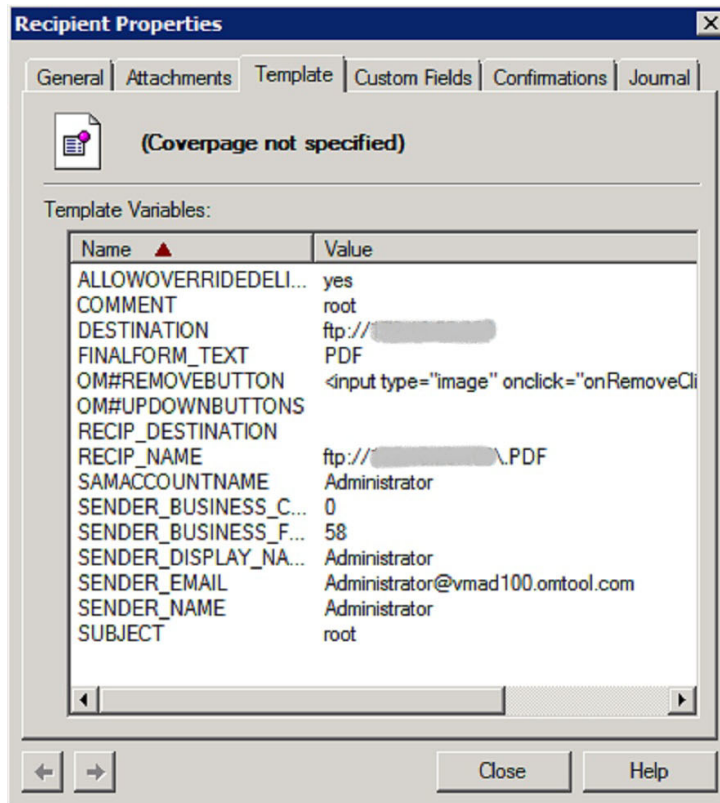 Recipient Properties
General Attachments Template Custom Fields Confirmations Journal
(Coverpage not specified)
Template Variables:
Name Value
ALLOWOVERRIDEDELI... yes
COMMENT root
DESTINATION ftp://
FINALFORM_TEXT PDF
OM#REMOVEBUTTON <input type="image" onclick="onRemoveCli
OM#UPDOWNBUTTONS
RECIP_DESTINATION
RECIP_NAME ftp:// \.PDF
SAMACCOUNTNAME Administrator
SENDER_BUSINESS_C... 0
SENDER_BUSINESS_F... 58
SENDER_DISPLAY_NA... Administrator
SENDER_EMAIL Administrator@vmad100.omtool.com
SENDER_NAME Administrator
SUBJECT root
Close Help